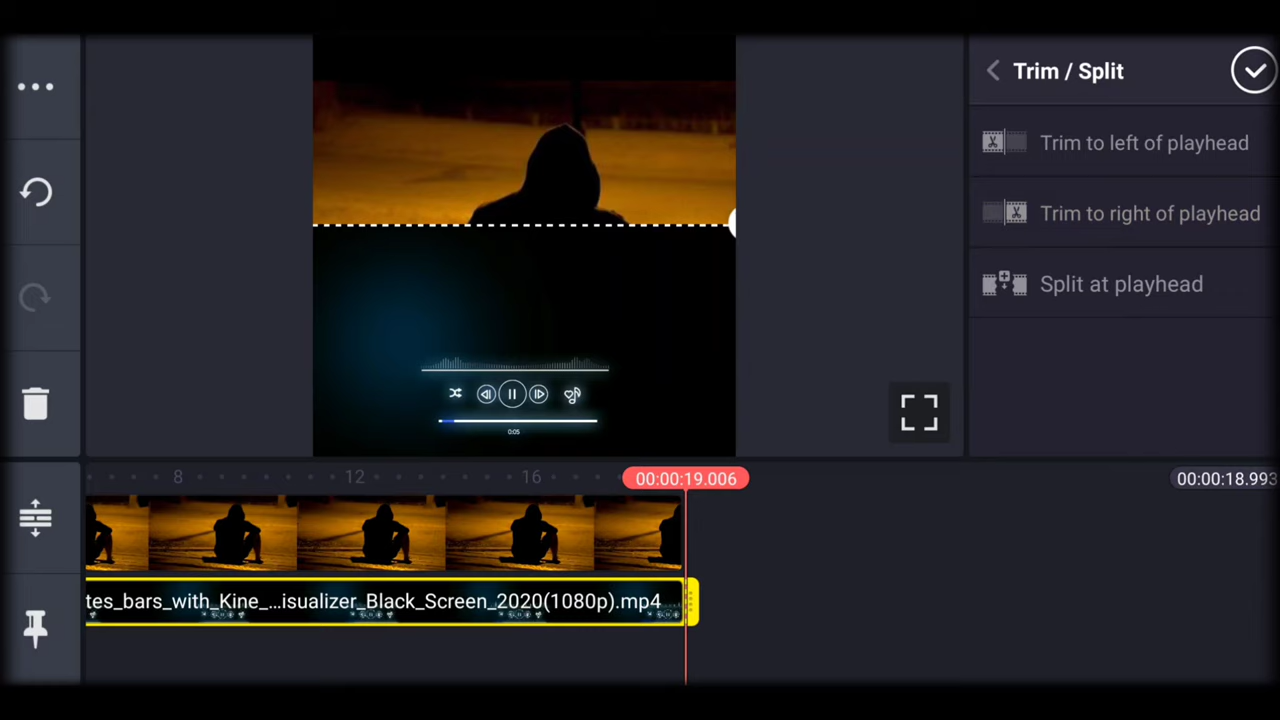 Trim / Split
Trim to left of playhead
Trim to right of playhead
Split at playhead
0:05
8
12
16
00:00:19.006
00:00:18.993
tes_bars_with_Kine_...isualizer_Black_Screen_2020(1080p).mp4